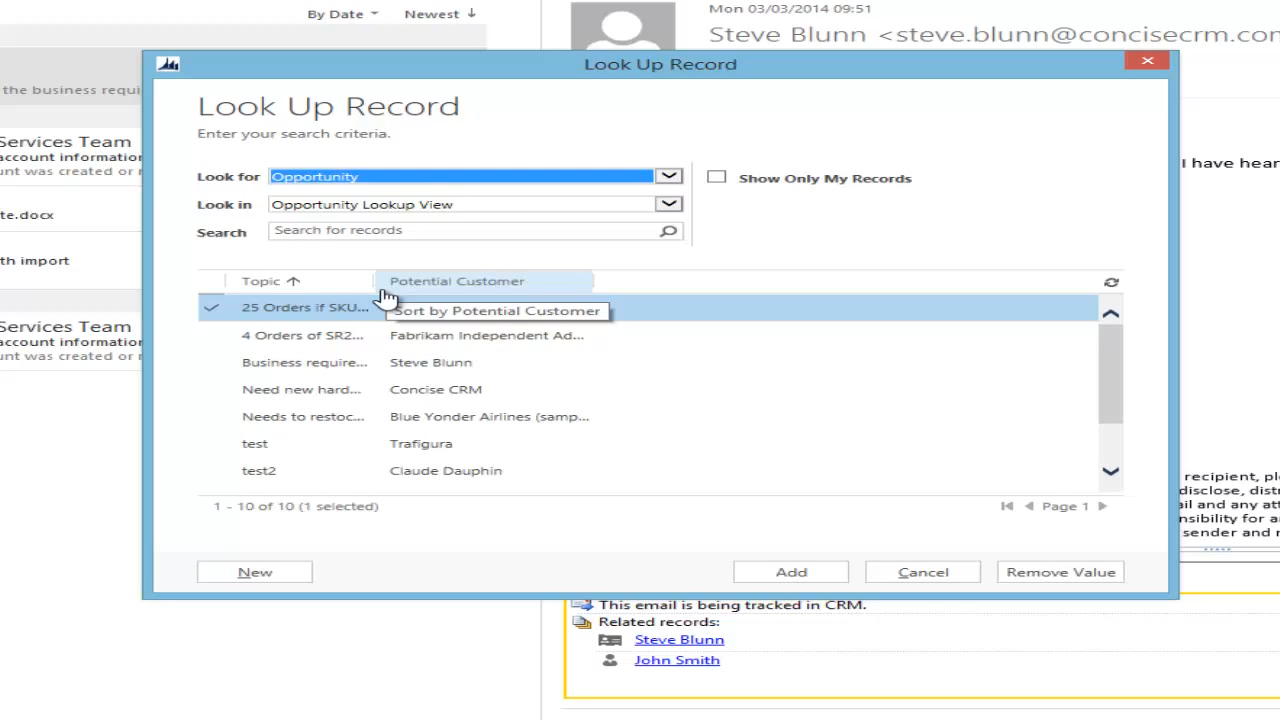 By Date
Newest
Mon 03/03/2014 09:51
Steve Blunn <steve.blunn@concisecrm.con
the business requi
Services Team
account information
unt was created or r
te.docx
th import
Services Team
account information
unt was created or r
Look Up Record
Look Up Record
Enter your search criteria.
Look for Opportunity
Show Only My Records
Look in Opportunity Lookup View
Search Search for records
Topic Potential Customer
25 Orders if SKU...
Sort by Potential Customer
4 Orders of SR2... Fabrikam Independent Ad...
Business require... Steve Blunn
Need new hard... Concise CRM
Needs to restoc... Blue Yonder Airlines (samp...
test Trafigura
test2 Claude Dauphin
1 - 10 of 10 (1 selected)
Page 1
New Add Cancel Remove Value
I have hear
recipient, pl
disclose, dist
ail and any at
nsibility for a
sender and r
This email is being tracked in CRM.
Related records:
Steve Blunn
John Smith